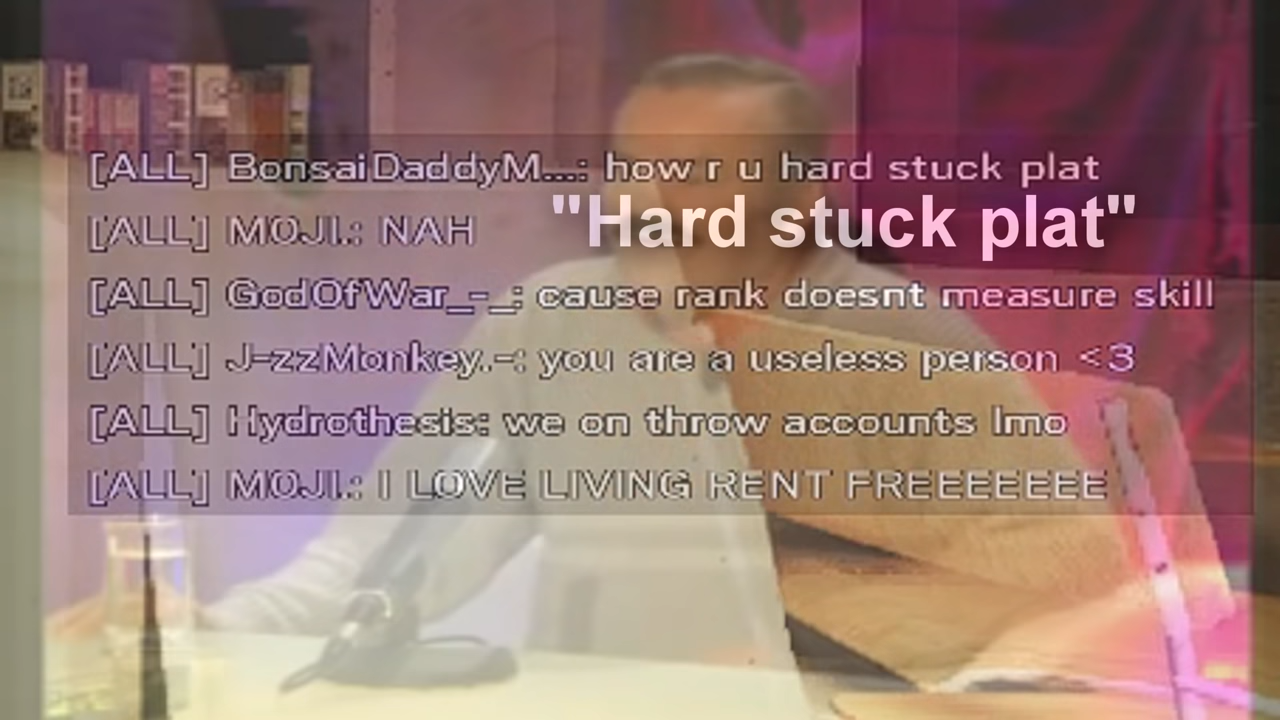 [ALL] BonsaiDaddyM...: how r u hard stuck plat
"Hard stuck plat"
[ALL] MOJI.: NAH
[ALL] GodOfWar_-_: cause rank doesnt measure skill
[ALL] J-zzMonkey.-: you are a useless person <3
[ALL] Hydrothesis: we on throw accounts lmo
[ALL] MOJI.: I LOVE LIVING RENT FREEEEEEEE